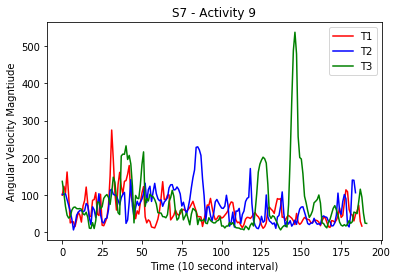 S7 - Activity 9
T1
T2
T3
Angular Velocity Magntiude
500
400
300
200
100
0
0 25 50 75 100 125 150 175 200
Time (10 second interval)